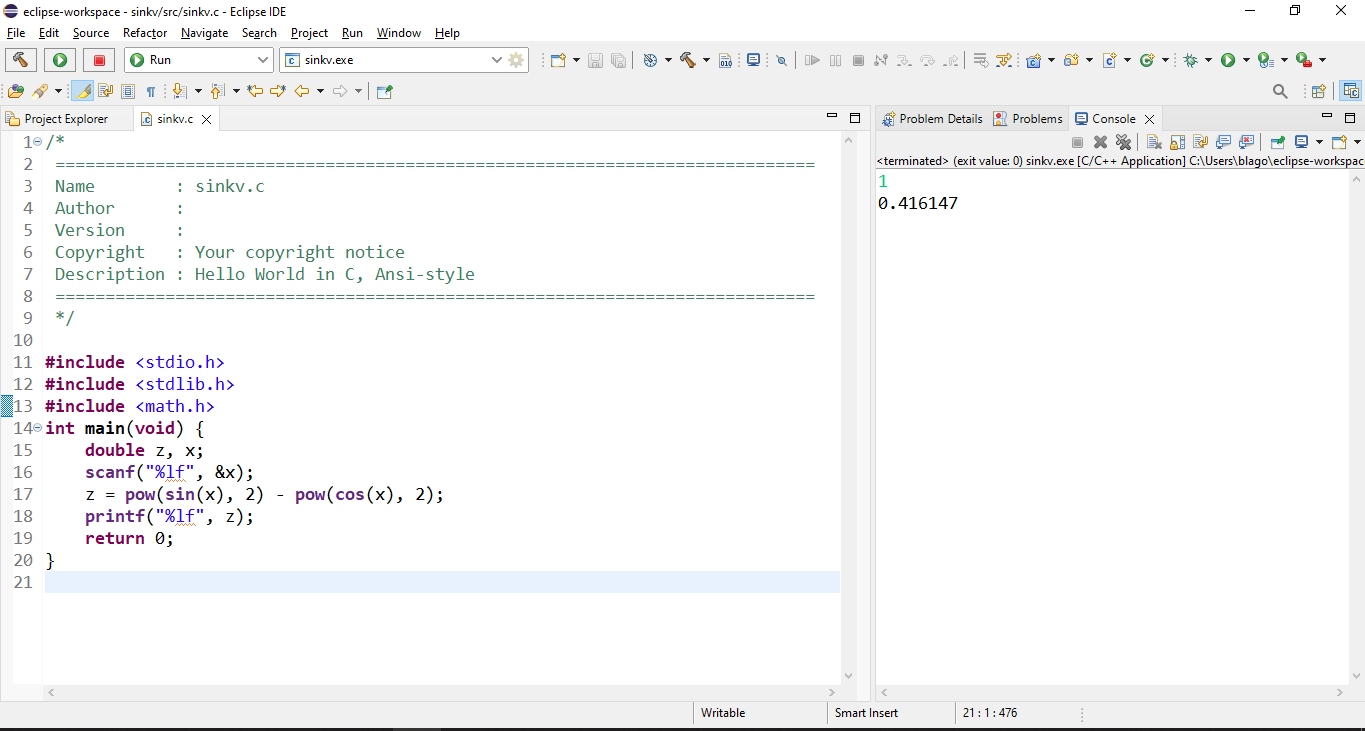 eclipse-workspace - sinkv/src/sinkv.c - Eclipse IDE
File Edit Source Refactor Navigate Search Project Run Window Help
Run sinkv.exe
Project Explorer sinkv.c
Problem Details Problems Console
<terminated> (exit value: 0) sinkv.exe [C/C++ Application] C:\Users\blago\eclipse-workspac
1
0.416147
1 /*
2 ============================================================================
3 Name : sinkv.c
4 Author :
5 Version :
6 Copyright : Your copyright notice
7 Description : Hello World in C, Ansi-style
8 ============================================================================
9 */
10
11 #include <stdio.h>
12 #include <stdlib.h>
13 #include <math.h>
14 int main(void) {
15 double z, x;
16 scanf("%lf", &x);
17 z = pow(sin(x), 2) - pow(cos(x), 2);
18 printf("%lf", z);
19 return 0;
20 }
21
Writable Smart Insert 21 : 1 : 476